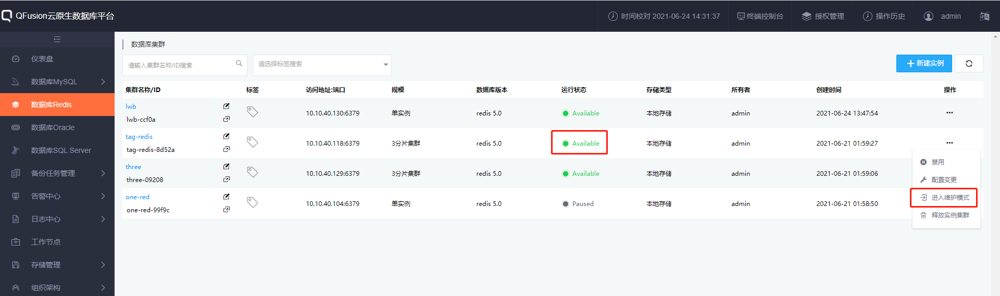 QFusion云原生数据库平台
时间校对 2021-06-24 14:31:37
终端控制台
授权管理
操作历史
admin
仪表盘
数据库MySQL
数据库Redis
数据库Oracle
数据库SQL Server
备份任务管理
告警中心
日志中心
工作节点
存储管理
组织架构
数据库集群
请输入集群名称/ID搜索
请选择标签搜索
新建实例
集群名称/ID 标签 访问地址:端口 规模 数据库版本 运行状态 存储类型 所有者 创建时间 操作
lwb
lwb-ccf0a
10.10.40.130:6379 单实例 redis 5.0 Available 本地存储 admin 2021-06-24 13:47:54
tag-redis
tag-redis-8d52a
10.10.40.118:6379 3分片集群 redis 5.0 Available 本地存储 admin 2021-06-21 01:59:27
three
three-09208
10.10.40.129:6379 3分片集群 redis 5.0 Available 本地存储 admin 2021-06-21 01:59:06
one-red
one-red-99f9c
10.10.40.104:6379 单实例 redis 5.0 Paused 本地存储 admin 2021-06-21 01:58:50
禁用
配置变更
进入维护模式
释放实例集群